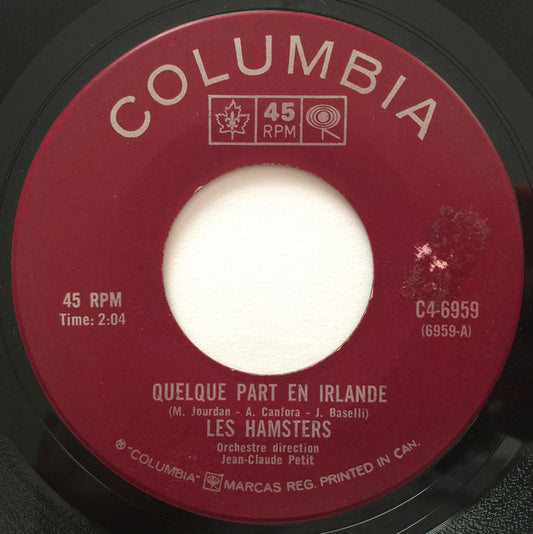 COLUMBIA
45
RPM
45 RPM
Time: 2:04
C4-6959
(6959-A)
QUELQUE PART EN IRLANDE
(M. Jourdan - A. Canfora - J. Baselli)
LES HAMSTERS
Orchestre direction
Jean-Claude Petit
® "COLUMBIA" MARCAS REG. PRINTED IN CAN.